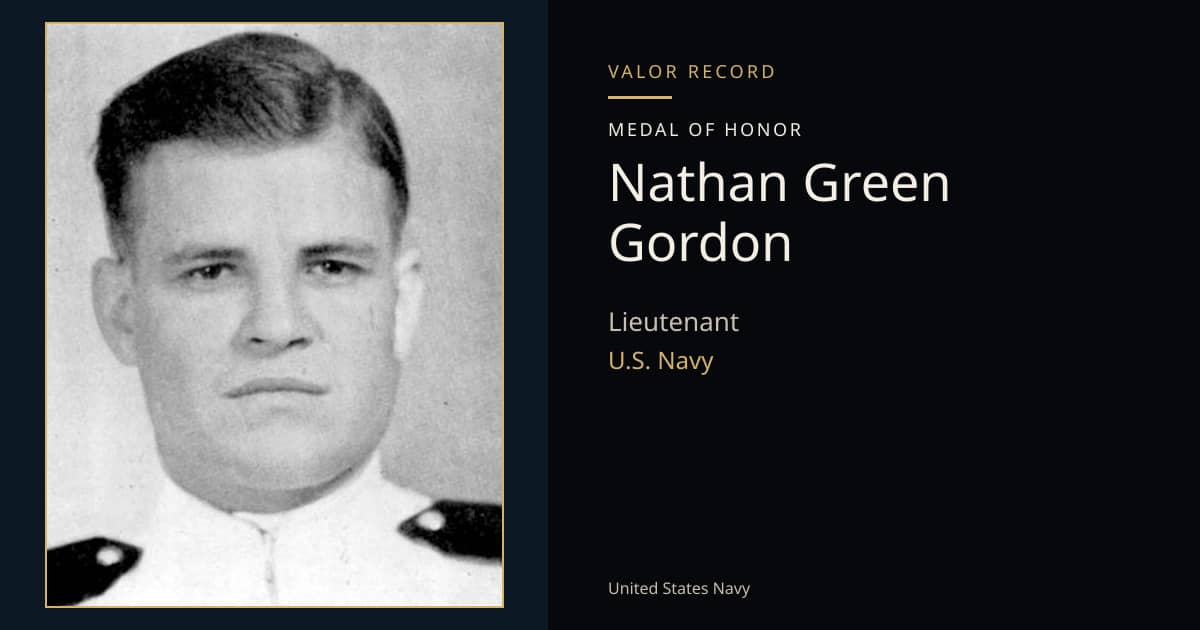 VALOR RECORD
MEDAL OF HONOR
Nathan Green
Gordon
Lieutenant
U.S. Navy
United States Navy